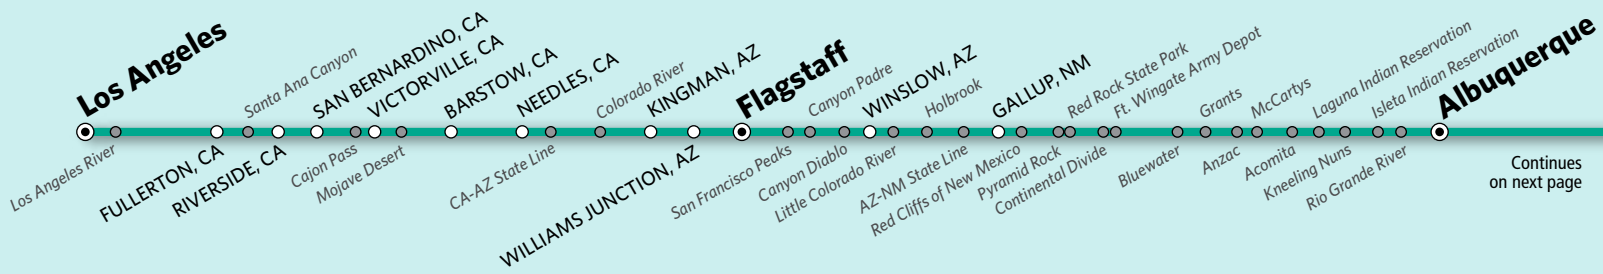 Los Angeles
Los Angeles River
FULLERTON, CA
Santa Ana Canyon
RIVERSIDE, CA
SAN BERNARDINO, CA
Cajon Pass
VICTORVILLE, CA
Mojave Desert
BARSTOW, CA
NEEDLES, CA
CA-AZ State Line
Colorado River
KINGMAN, AZ
WILLIAMS JUNCTION, AZ
Flagstaff
San Francisco Peaks
Canyon Padre
Canyon Diablo
WINSLOW, AZ
Little Colorado River
Holbrook
AZ-NM State Line
GALLUP, NM
Red Cliffs of New Mexico
Pyramid Rock
Red Rock State Park
Continental Divide
Ft. Wingate Army Depot
Bluewater
Grants
Anzac
McCartys
Acomita
Laguna Indian Reservation
Kneeling Nuns
Isleta Indian Reservation
Rio Grande River
Albuquerque
Continues
on next page